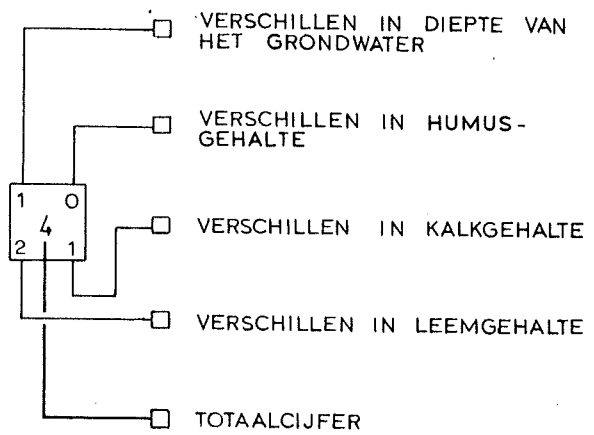 VERSCHILLEN IN DIEPTE VAN
HET GRONDWATER
VERSCHILLEN IN HUMUS-
GEHALTE
1 0
4
2 1
VERSCHILLEN IN KALKGEHALTE
VERSCHILLEN IN LEEMGEHALTE
TOTAALCIJFER